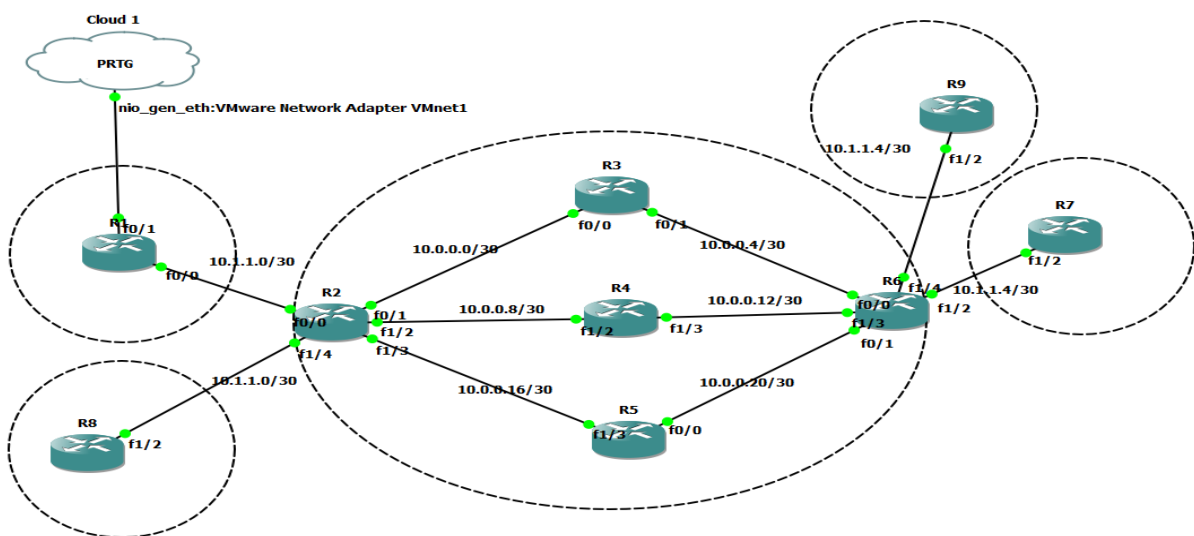 Cloud 1
PRTG
nio_gen_eth:VMware Network Adapter VMnet1
R1
f0/1
f0/0
10.1.1.0/30
R2
f0/0
f0/1
f1/2
f1/3
f1/4
10.1.1.0/30
R8
f1/2
10.0.0.0/30
R3
f0/0
f0/1
10.0.0.4/30
10.0.0.8/30
R4
f1/2
f1/3
10.0.0.12/30
10.0.0.16/30
R5
f1/3
f0/0
10.0.0.20/30
R6
f0/0
f1/3
f0/1
f1/4
f1/2
10.1.1.4/30
R9
f1/2
10.1.1.4/30
R7
f1/2